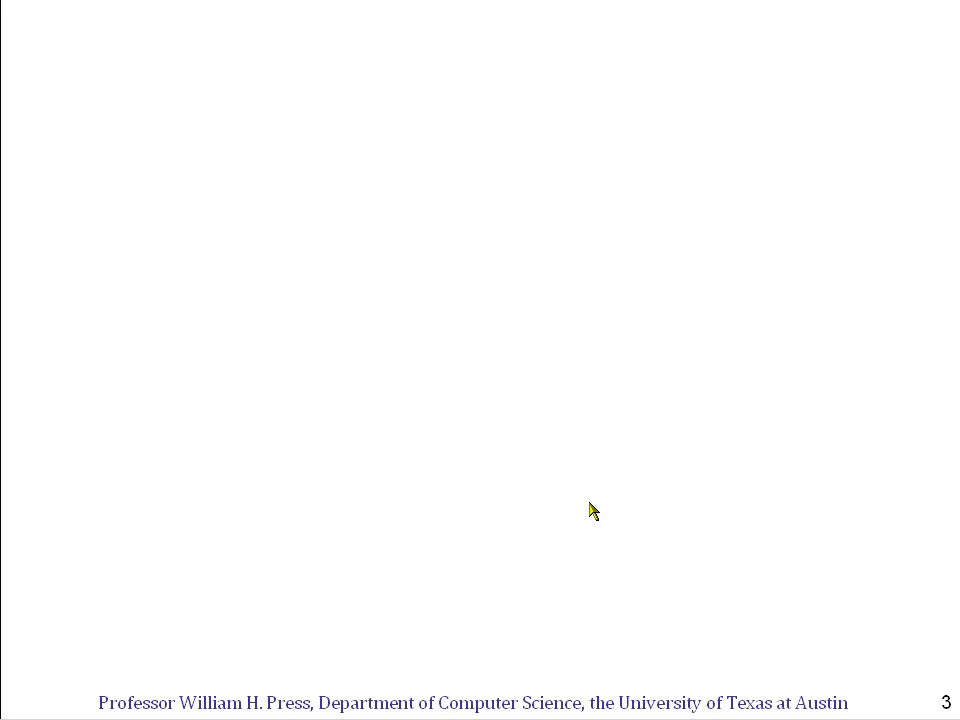 Professor William H. Press, Department of Computer Science, the University of Texas at Austin 3